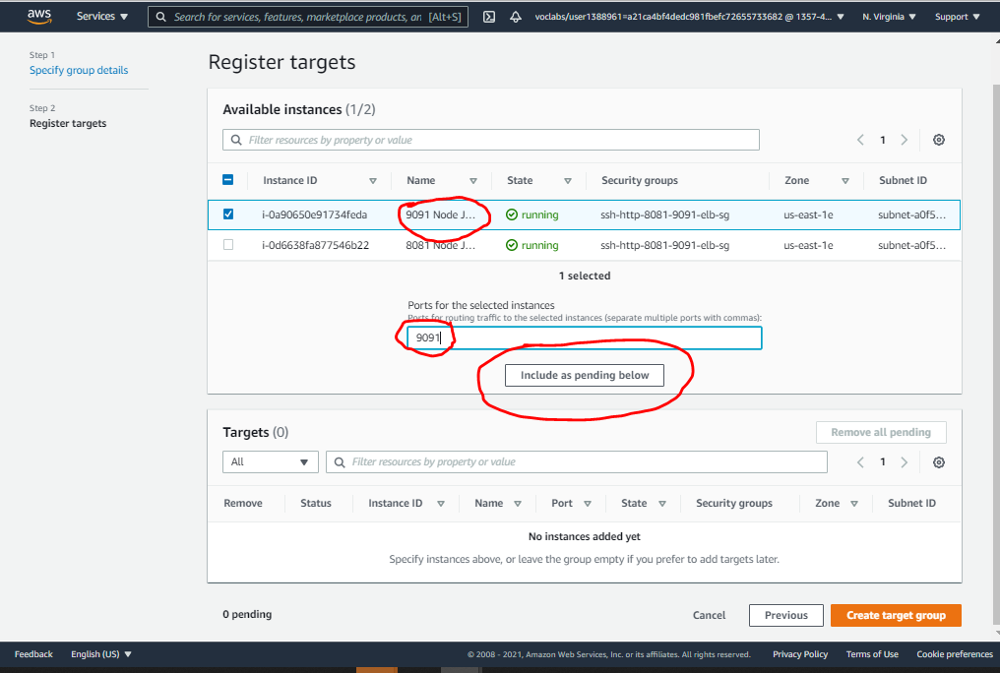 aws Services Search for services, features, marketplace products, an [Alt+S] voclabs/user1388961=a21ca4bf4dedc981fbefc72655733682 @ 1357-4... N. Virginia Support
Step 1
Specify group details
Step 2
Register targets
Register targets
Available instances (1/2)
Filter resources by property or value 1
Instance ID Name State Security groups Zone Subnet ID
i-0a90650e91734feda 9091 Node J... running ssh-http-8081-9091-elb-sg us-east-1e subnet-a0f5...
i-0d6638fa877546b22 8081 Node J... running ssh-http-8081-9091-elb-sg us-east-1e subnet-a0f5...
1 selected
Ports for the selected instances
Ports for routing traffic to the selected instances (separate multiple ports with commas):
9091
Include as pending below
Targets (0) Remove all pending
All Filter resources by property or value 1
Remove Status Instance ID Name Port State Security groups Zone Subnet ID
No instances added yet
Specify instances above, or leave the group empty if you prefer to add targets later.
0 pending Cancel Previous Create target group
Feedback English (US) © 2008 - 2021, Amazon Web Services, Inc. or its affiliates. All rights reserved. Privacy Policy Terms of Use Cookie preferences